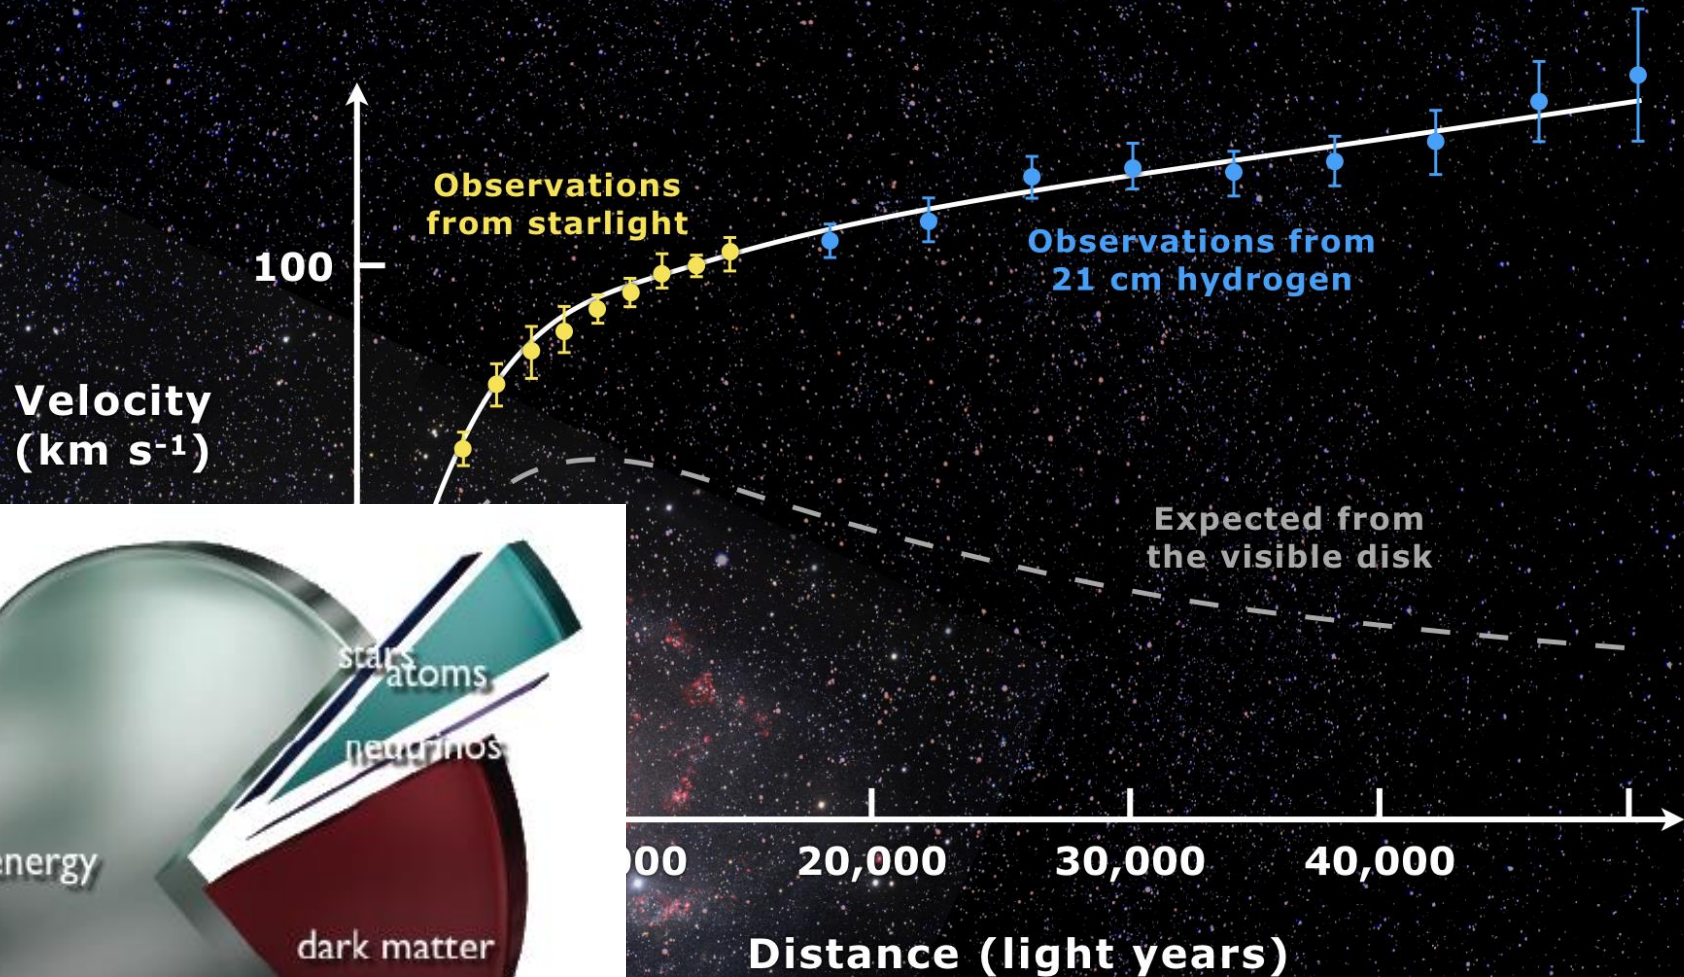 Observations
from starlight
100
Observations from
21 cm hydrogen
Velocity
(km s-1)
Expected from
the visible disk
stars
atoms
neutrinos
energy
dark matter
000
20,000
30,000
40,000
Distance (light years)